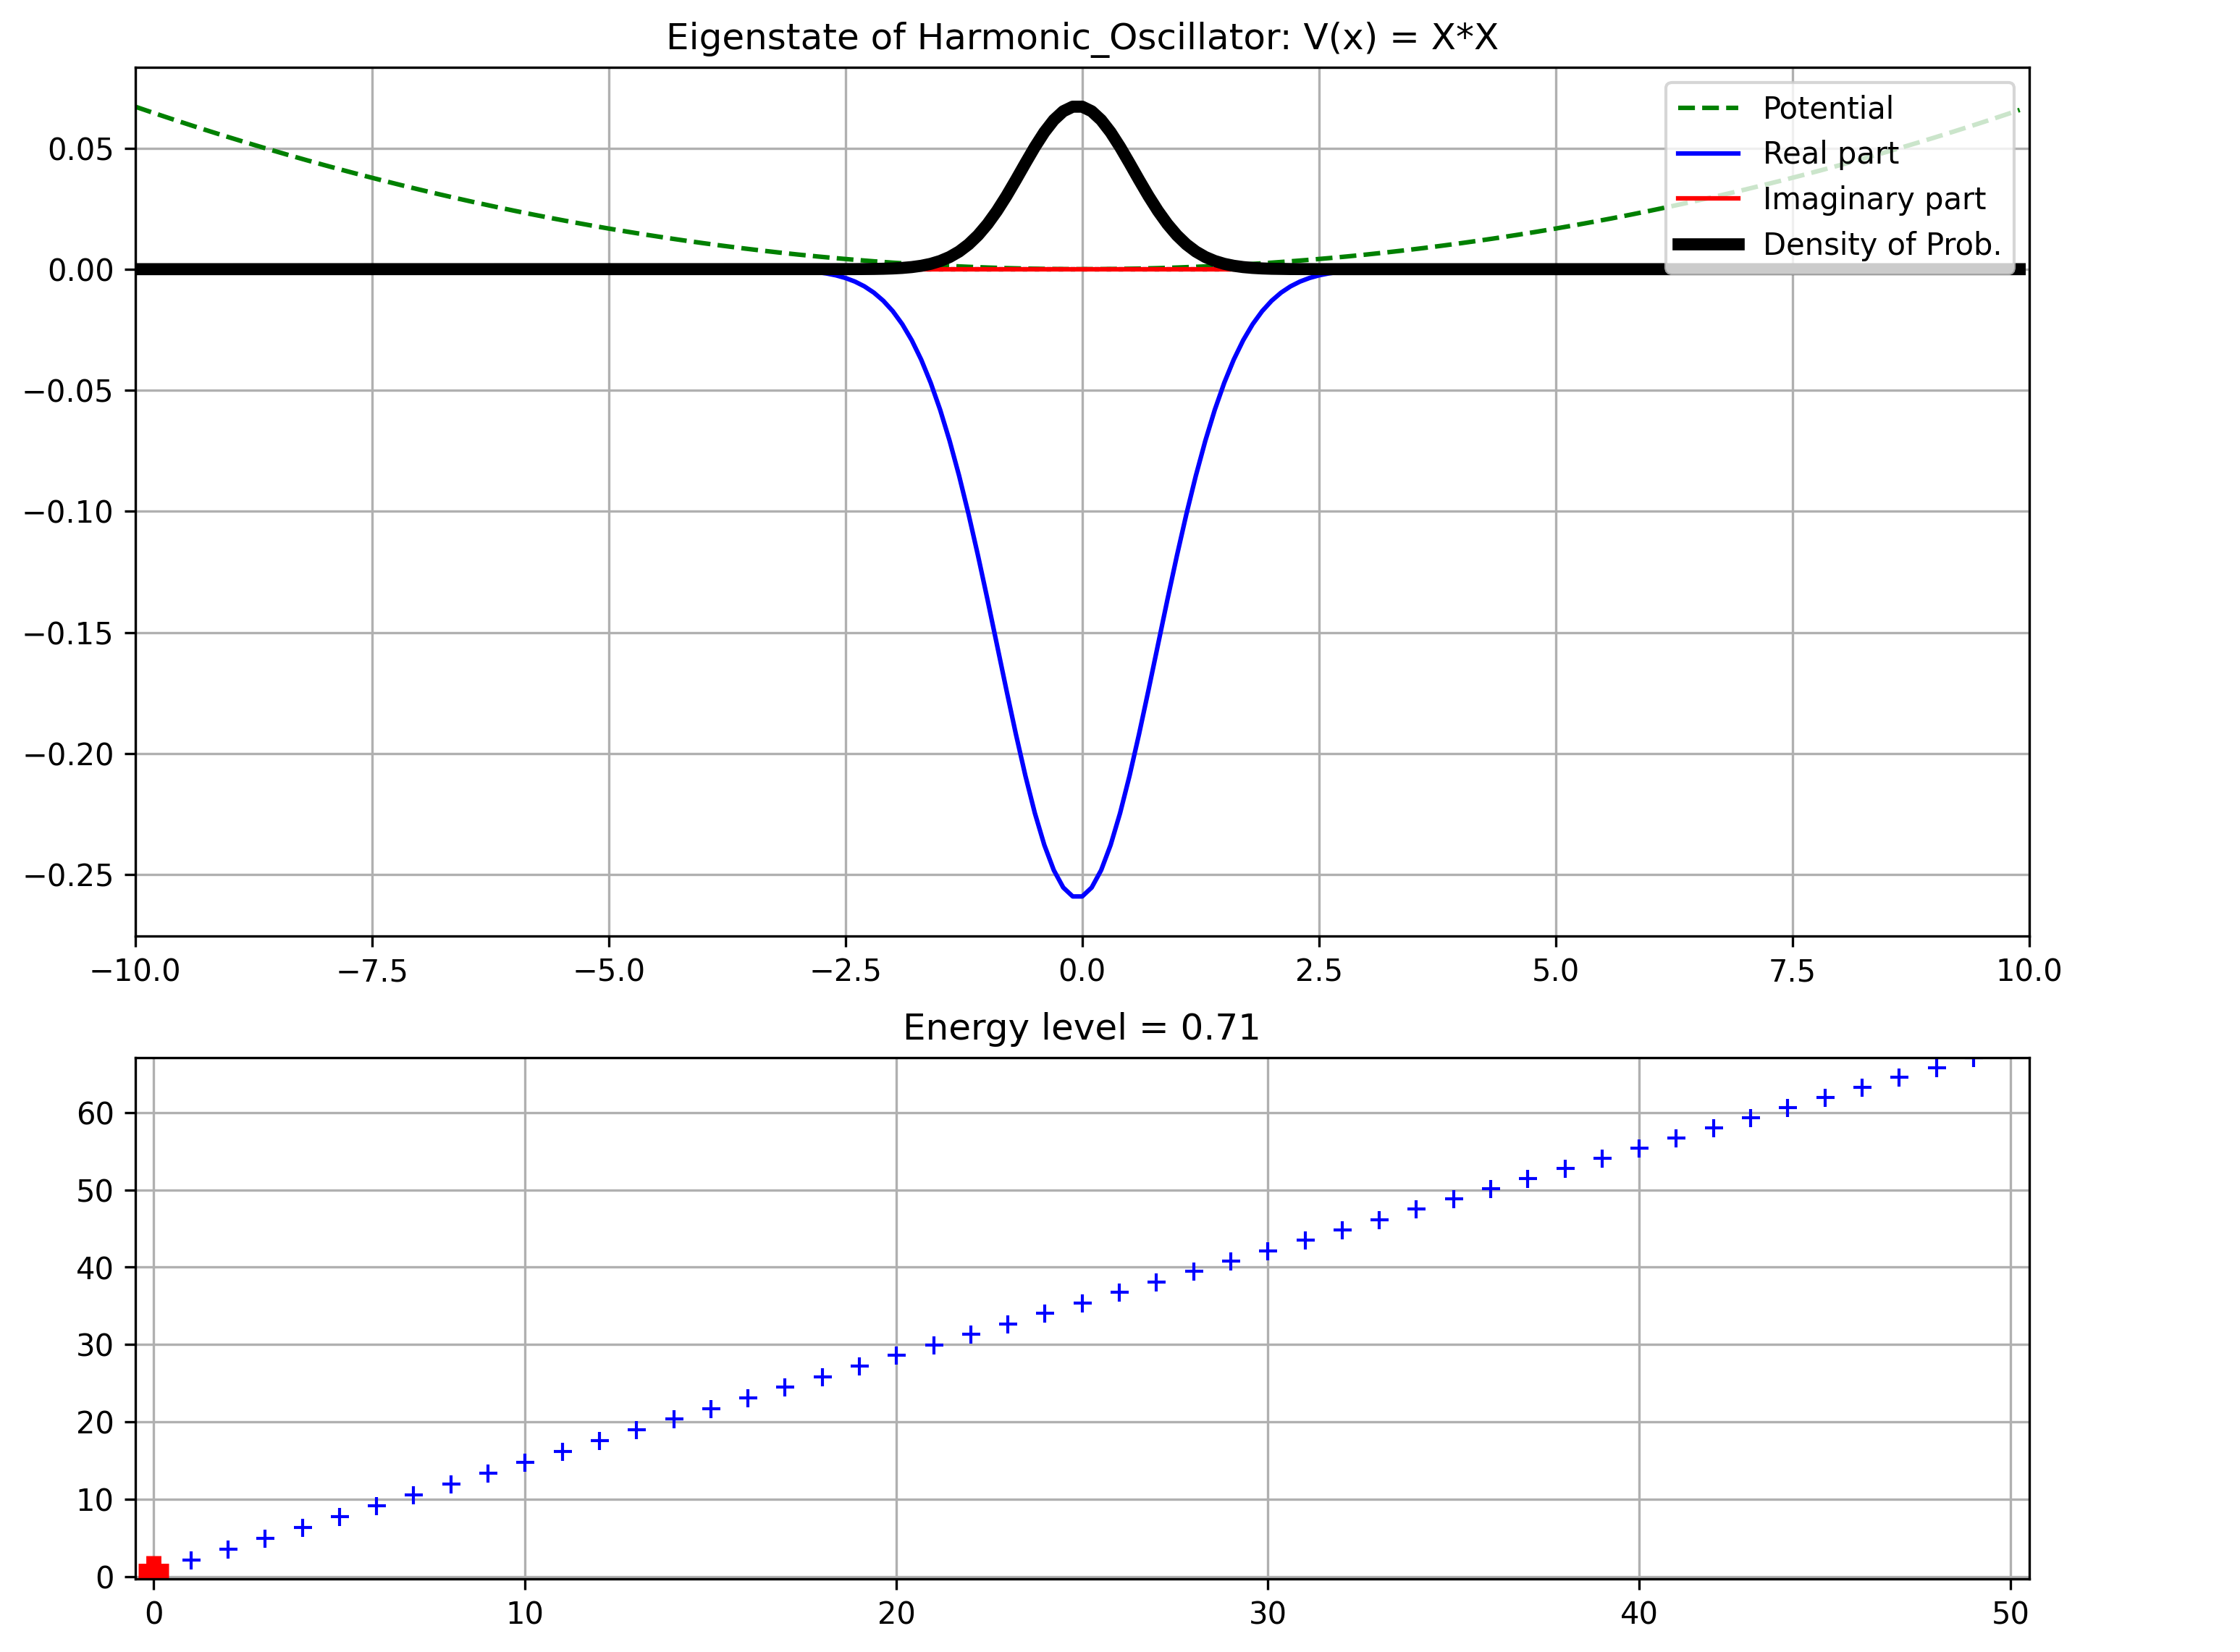 Eigenstate of Harmonic_Oscillator: V(x) = X*X
Potential
Real part
Imaginary part
Density of Prob.
0.05
0.00
−0.05
−0.10
−0.15
−0.20
−0.25
−10.0 −7.5 −5.0 −2.5 0.0 2.5 5.0 7.5 10.0
Energy level = 0.71
60
50
40
30
20
10
0
0 10 20 30 40 50